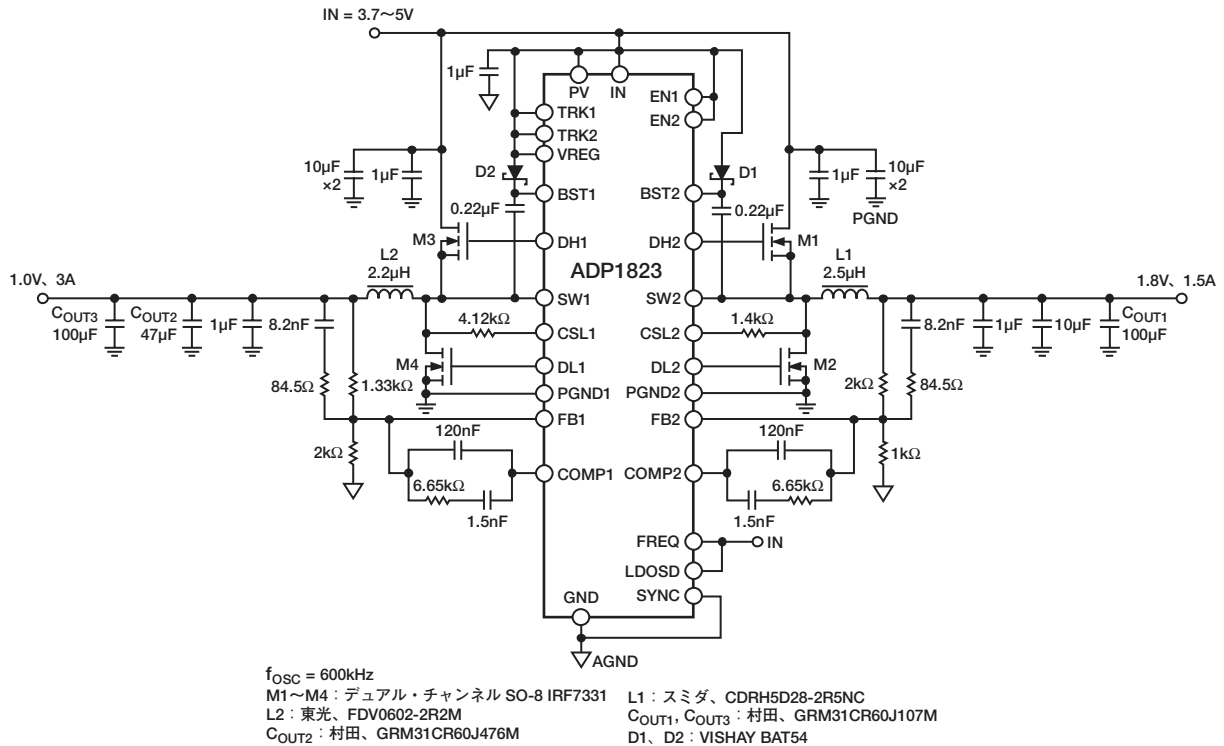 IN = 3.7～5V
1µF
PV
IN
EN1
EN2
TRK1
TRK2
VREG
10µF
×2
1µF
D2
D1
1µF
10µF
×2
PGND
BST1
BST2
0.22µF
0.22µF
M3
DH1
DH2
M1
ADP1823
1.0V、3A
L2
2.2µH
SW1
SW2
L1
2.5µH
1.8V、1.5A
COUT3
100µF
COUT2
47µF
1µF
8.2nF
4.12kΩ
CSL1
CSL2
1.4kΩ
8.2nF
1µF
10µF
COUT1
100µF
M4
DL1
DL2
M2
84.5Ω
1.33kΩ
PGND1
PGND2
2kΩ
84.5Ω
FB1
FB2
2kΩ
120nF
120nF
1kΩ
COMP1
COMP2
6.65kΩ
1.5nF
6.65kΩ
1.5nF
FREQ
IN
LDOSD
SYNC
GND
AGND
fOSC = 600kHz
M1～M4：デュアル・チャンネル SO-8 IRF7331
L2：東光、FDV0602-2R2M
COUT2：村田、GRM31CR60J476M
L1：スミダ、CDRH5D28-2R5NC
COUT1, COUT3：村田、GRM31CR60J107M
D1、D2：VISHAY BAT54